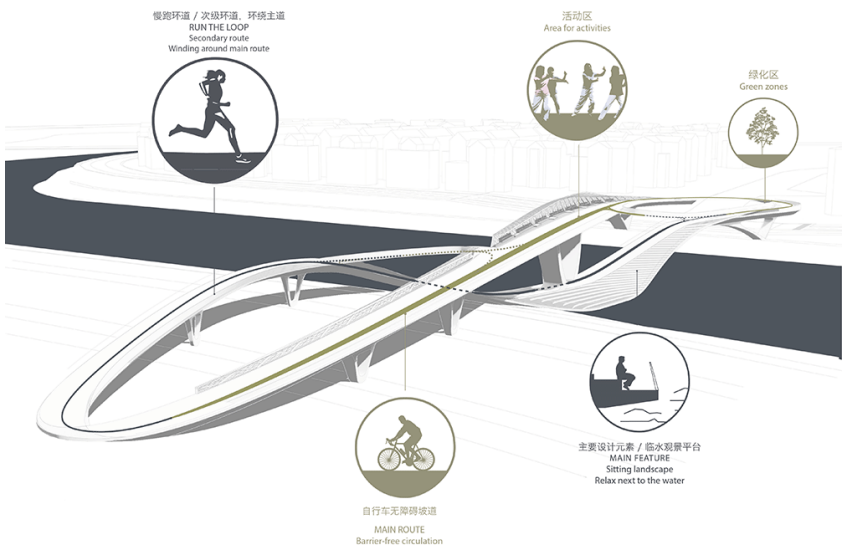 慢跑环道 / 次级环道，环绕主道
RUN THE LOOP
Secondary route
Winding around main route
活动区
Area for activities
绿化区
Green zones
主要设计元素 / 临水观景平台
MAIN FEATURE
Sitting landscape
Relax next to the water
自行车无障碍坡道
MAIN ROUTE
Barrier-free circulation